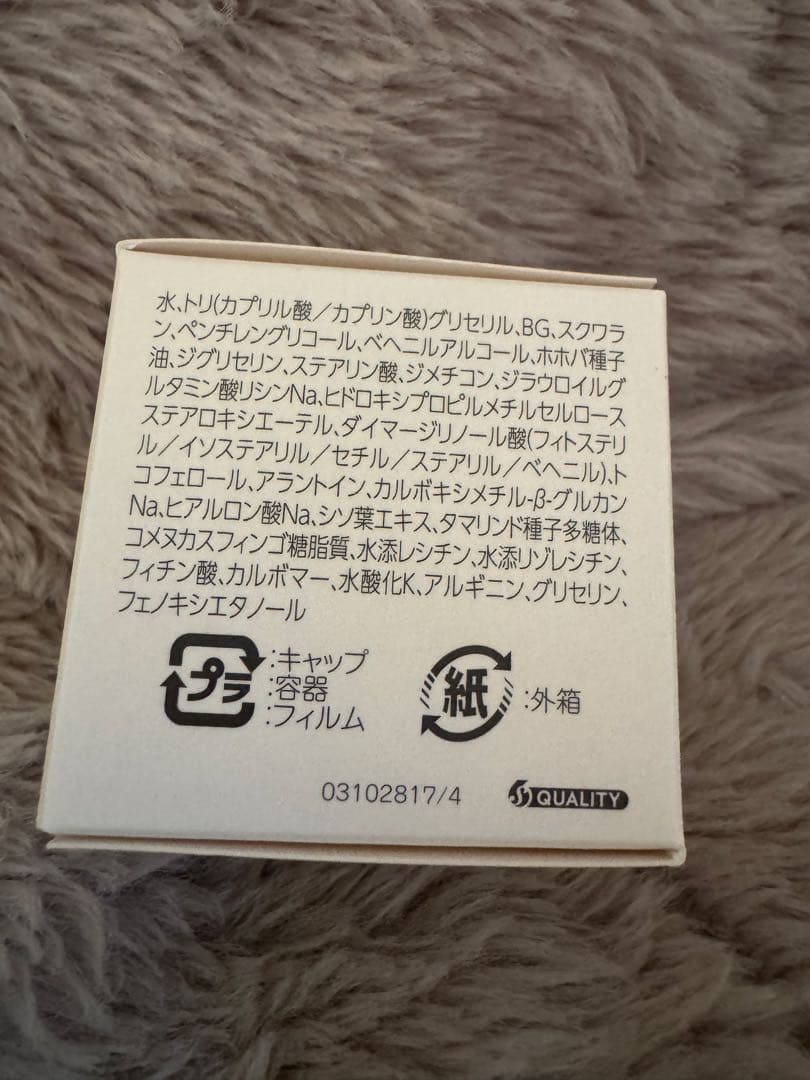 水、トリ(カプリル酸／カプリン酸)グリセリル、BG、スクワラ
ン、ペンチレングリコール、ベヘニルアルコール、ホホバ種子
油、ジグリセリン、ステアリン酸、ジメチコン、ジラウロイルグ
ルタミン酸リシンNa、ヒドロキシプロピルメチルセルロース
ステアロキシエーテル、ダイマージリノール酸(フィトステリ
ル／イソステアリル／セチル／ステアリル／ベヘニル)、ト
コフェロール、アラントイン、カルボキシメチル-β-グルカン
Na、ヒアルロン酸Na、シソ葉エキス、タマリンド種子多糖体、
コメヌカスフィンゴ糖脂質、水添レシチン、水添リゾレシチン、
フィチン酸、カルボマー、水酸化K、アルギニン、グリセリン、
フェノキシエタノール
プラ
:キャップ
:容器
:フィルム
紙
:外箱
03102817/4
QUALITY